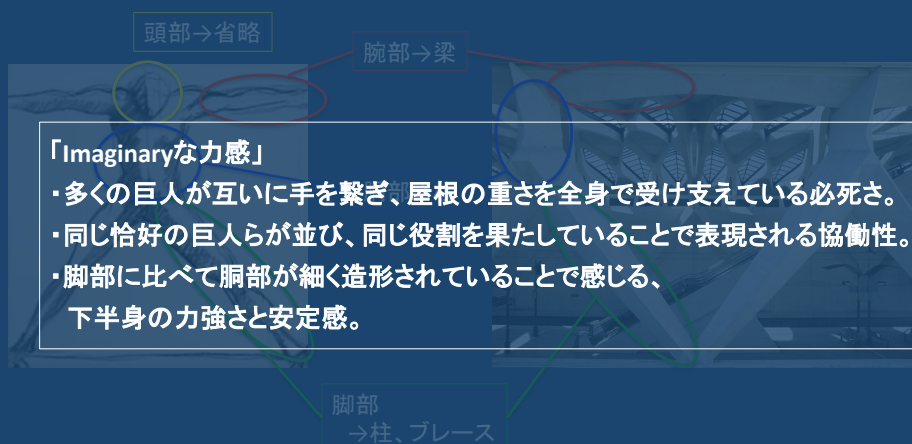 頭部→省略
腕部→梁
「Imaginaryな力感」
・多くの巨人が互いに手を繋ぎ、屋根の重さを全身で受け支えている必死さ。
・同じ恰好の巨人らが並び、同じ役割を果たしていることで表現される協働性。
・脚部に比べて胴部が細く造形されていることで感じる、
下半身の力強さと安定感。
脚部
→柱、ブレース